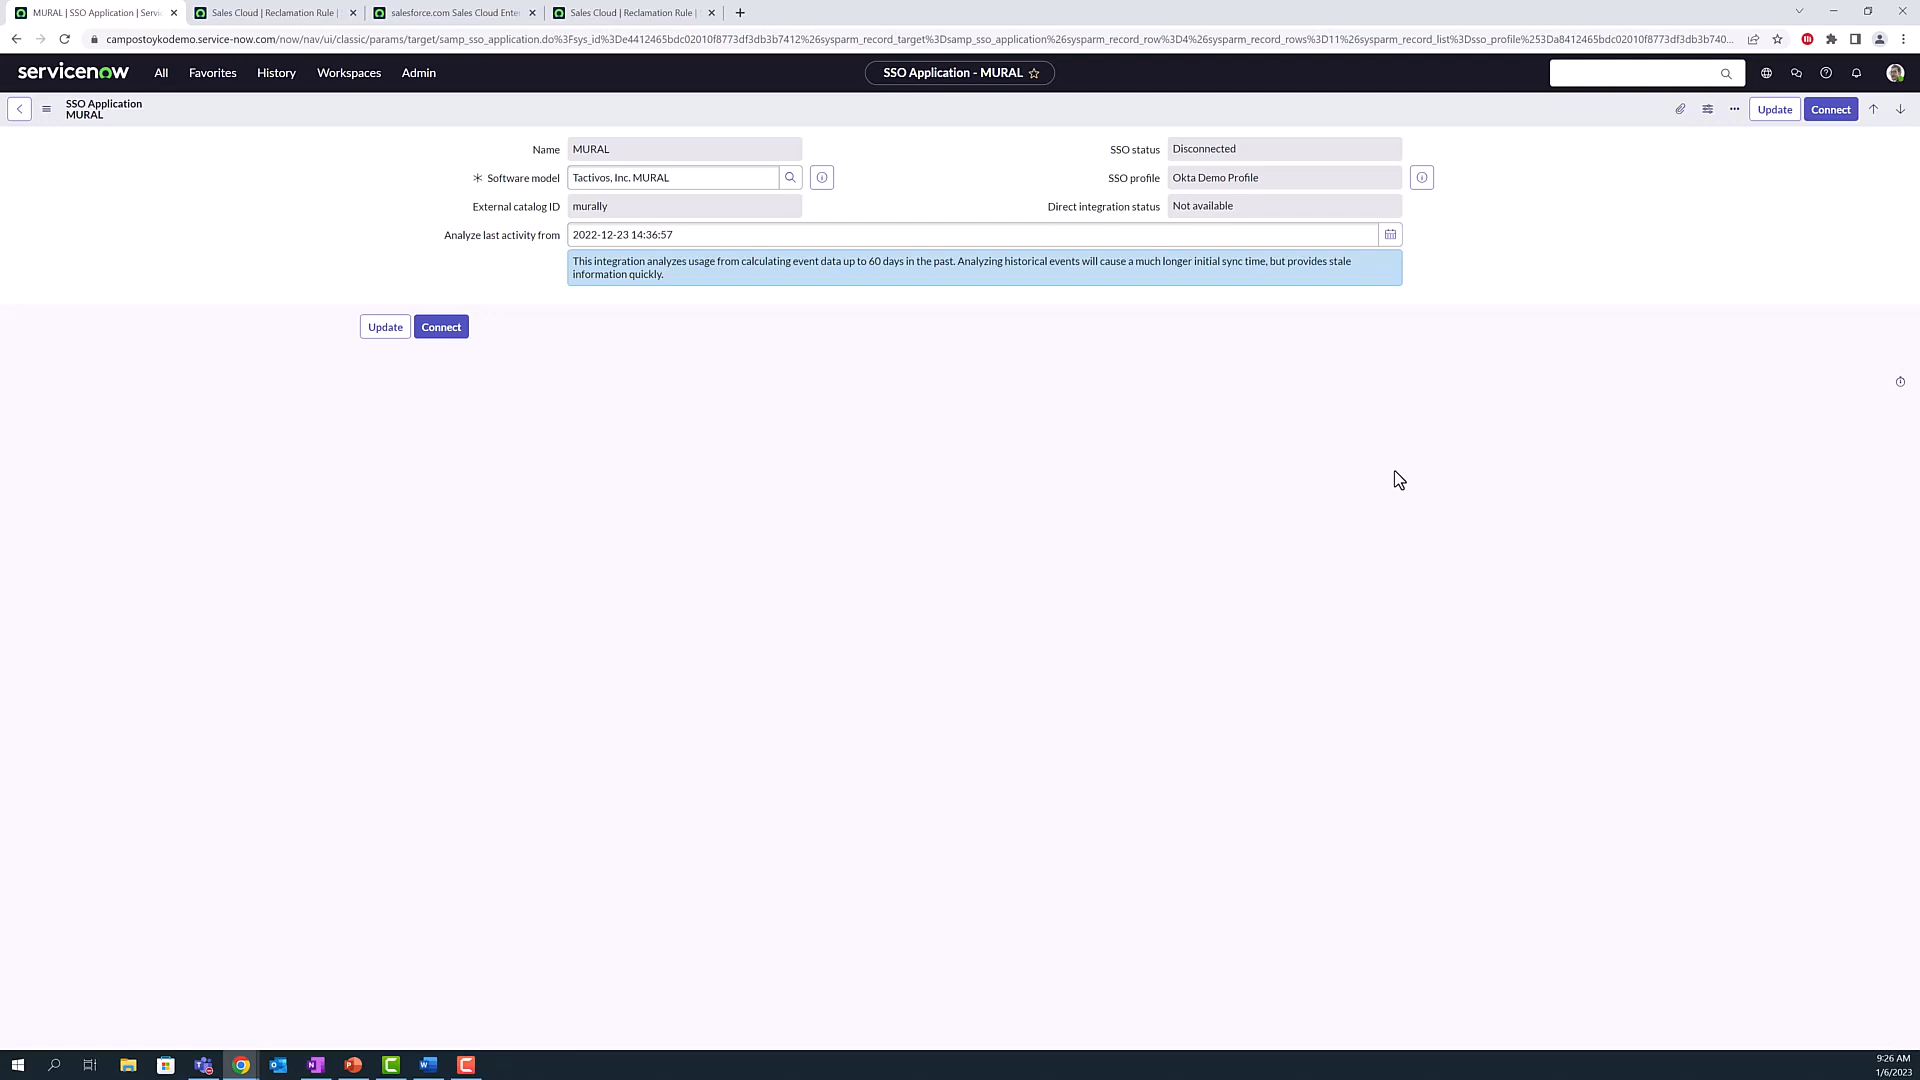 MURAL | SSO Application | Servi
Sales Cloud | Reclamation Rule |
salesforce.com Sales Cloud Ente
Sales Cloud | Reclamation Rule |
campostoykodemo.service-now.com/now/nav/ui/classic/params/target/samp_sso_application.do%3Fsys_id%3De4412465bdc02010f8773df3db3b7412%26sysparm_record_target%3Dsamp_sso_application%26sysparm_record_row%3D4%26sysparm_record_rows%3D11%26sysparm_record_list%3Dsso_profile%253Da8412465bdc02010f8773df3db3b740...
servicenow
All
Favorites
History
Workspaces
Admin
SSO Application - MURAL
SSO Application
MURAL
Update
Connect
Name
MURAL
SSO status
Disconnected
Software model
Tactivos, Inc. MURAL
SSO profile
Okta Demo Profile
External catalog ID
murally
Direct integration status
Not available
Analyze last activity from
2022-12-23 14:36:57
This integration analyzes usage from calculating event data up to 60 days in the past. Analyzing historical events will cause a much longer initial sync time, but provides stale
information quickly.
Update
Connect
9:26 AM
1/6/2023